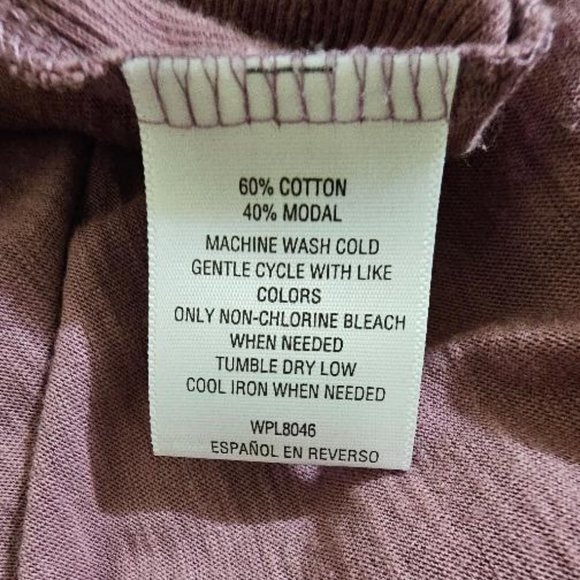 60% COTTON
40% MODAL
MACHINE WASH COLD
GENTLE CYCLE WITH LIKE
COLORS
ONLY NON-CHLORINE BLEACH
WHEN NEEDED
TUMBLE DRY LOW
COOL IRON WHEN NEEDED
WPL8046
ESPAÑOL EN REVERSO